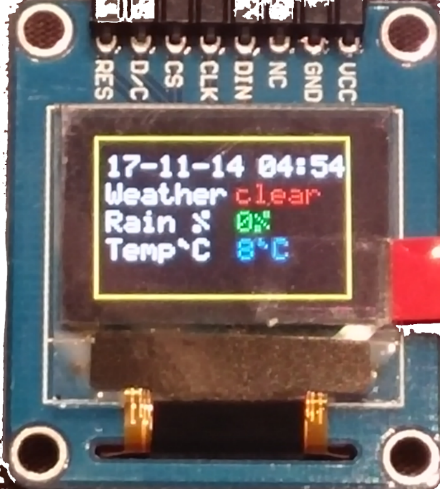 RES D/C CS CLK DIN NC GND VCC
17-11-14 04:54
Weather clear
Rain % 0%
Temp°C 8°C